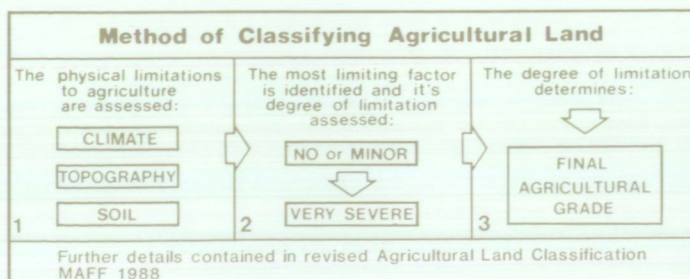 Method of Classifying Agricultural Land
The physical limitations
to agriculture
are assessed:
CLIMATE
TOPOGRAPHY
SOIL
1
The most limiting factor
is identified and it's
degree of limitation
assessed:
NO or MINOR
VERY SEVERE
2
The degree of limitation
determines:
FINAL
AGRICULTURAL
GRADE
3
Further details contained in revised Agricultural Land Classification
MAFF 1988